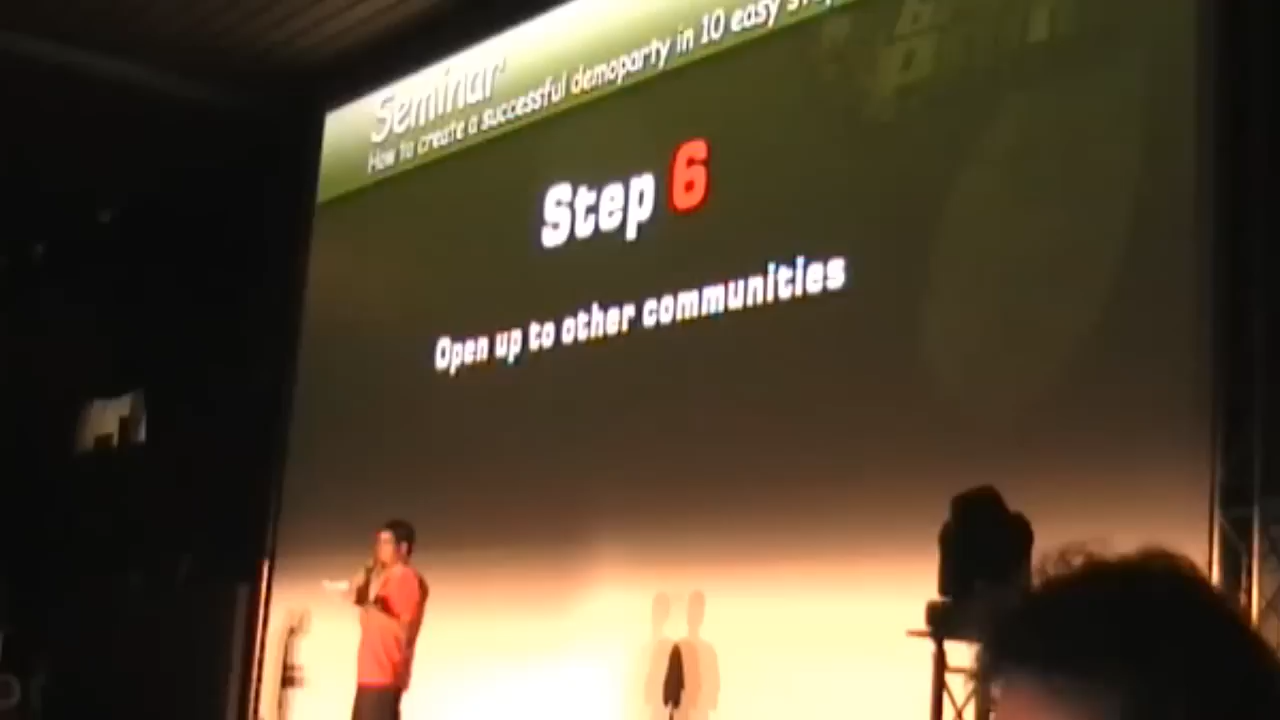 Seminar
How to create a successful demoparty in 10 easy
Step 6
Open up to other communities